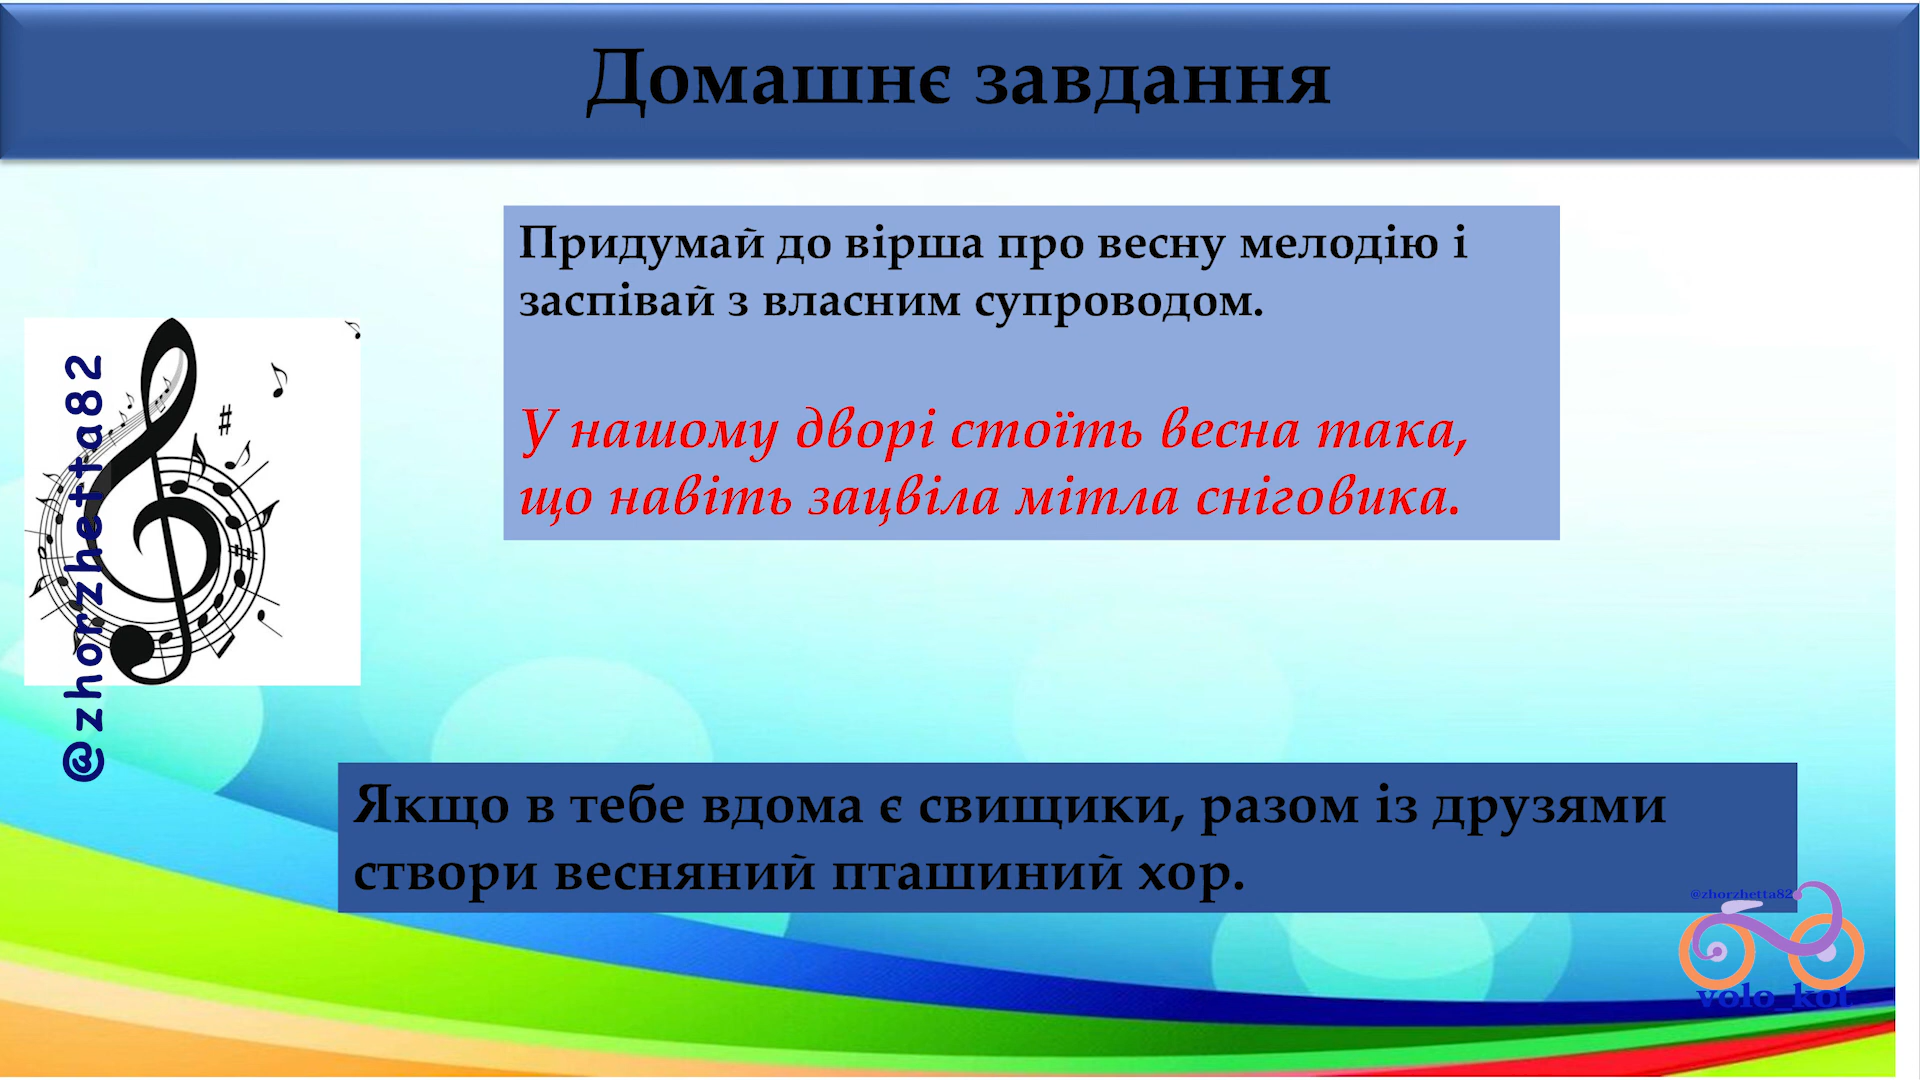 Домашнє завдання
Придумай до вірша про весну мелодію і
заспівай з власним супроводом.
У нашому дворі стоїть весна така,
що навіть зацвіла мітла сніговика.
@zhorzhetta82
Якщо в тебе вдома є свищики, разом із друзями
створи весняний пташиний хор.
@zhorzhetta82
volo_kot